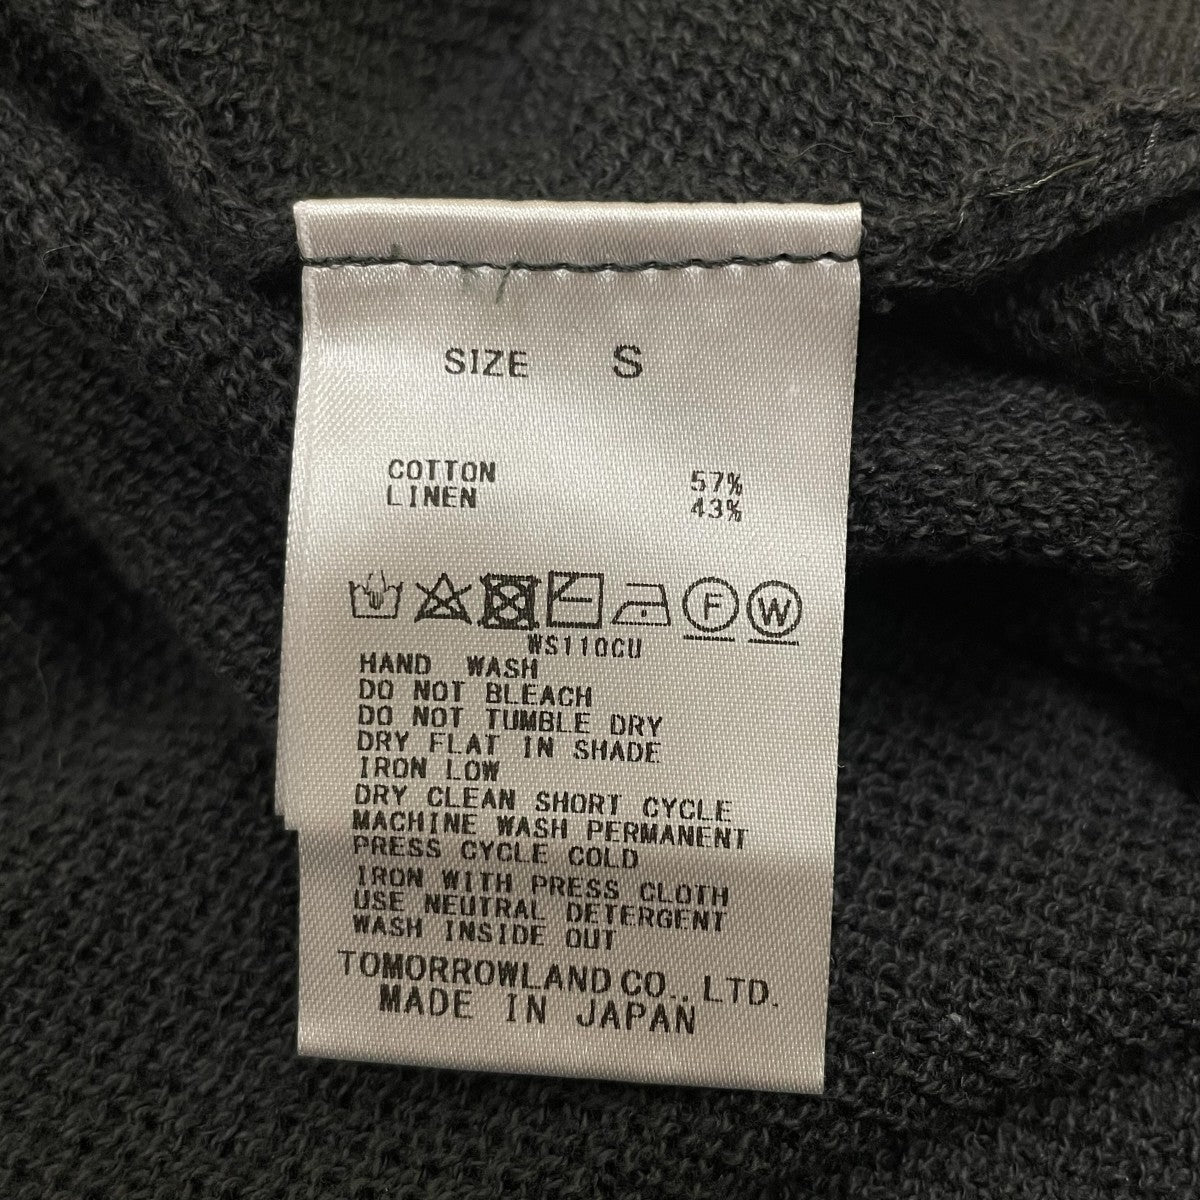 SIZE S
COTTON 57%
LINEN 43%
F W
WS110CU
HAND WASH
DO NOT BLEACH
DO NOT TUMBLE DRY
DRY FLAT IN SHADE
IRON LOW
DRY CLEAN SHORT CYCLE
MACHINE WASH PERMANENT
PRESS CYCLE COLD
IRON WITH PRESS CLOTH
USE NEUTRAL DETERGENT
WASH INSIDE OUT
TOMORROWLAND CO., LTD.
MADE IN JAPAN